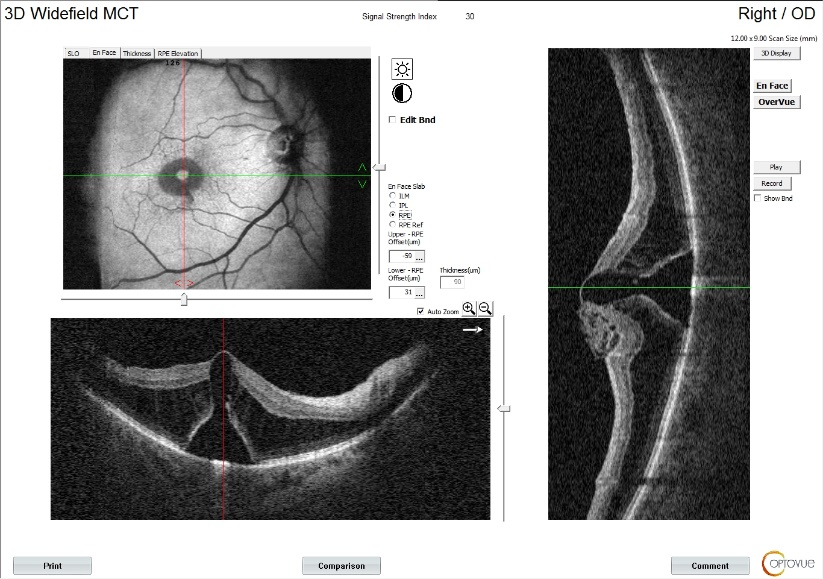 3D Widefield MCT
Signal Strength Index 30
Right / OD
12.00 x 9.00 Scan Size (mm)
SLO En Face Thickness RPE Elevation
126
3D Display
En Face
OverVue
Edit Bnd
Play
Record
Show Bnd
En Face Slab
ILM
IPL
RPE
RPE Ref
Upper - RPE
Offset(um)
-59 ...
Lower - RPE
Offset(um)
Thickness(um)
31 ...
90
Auto Zoom
Print
Comparison
Comment
OPTOVUE